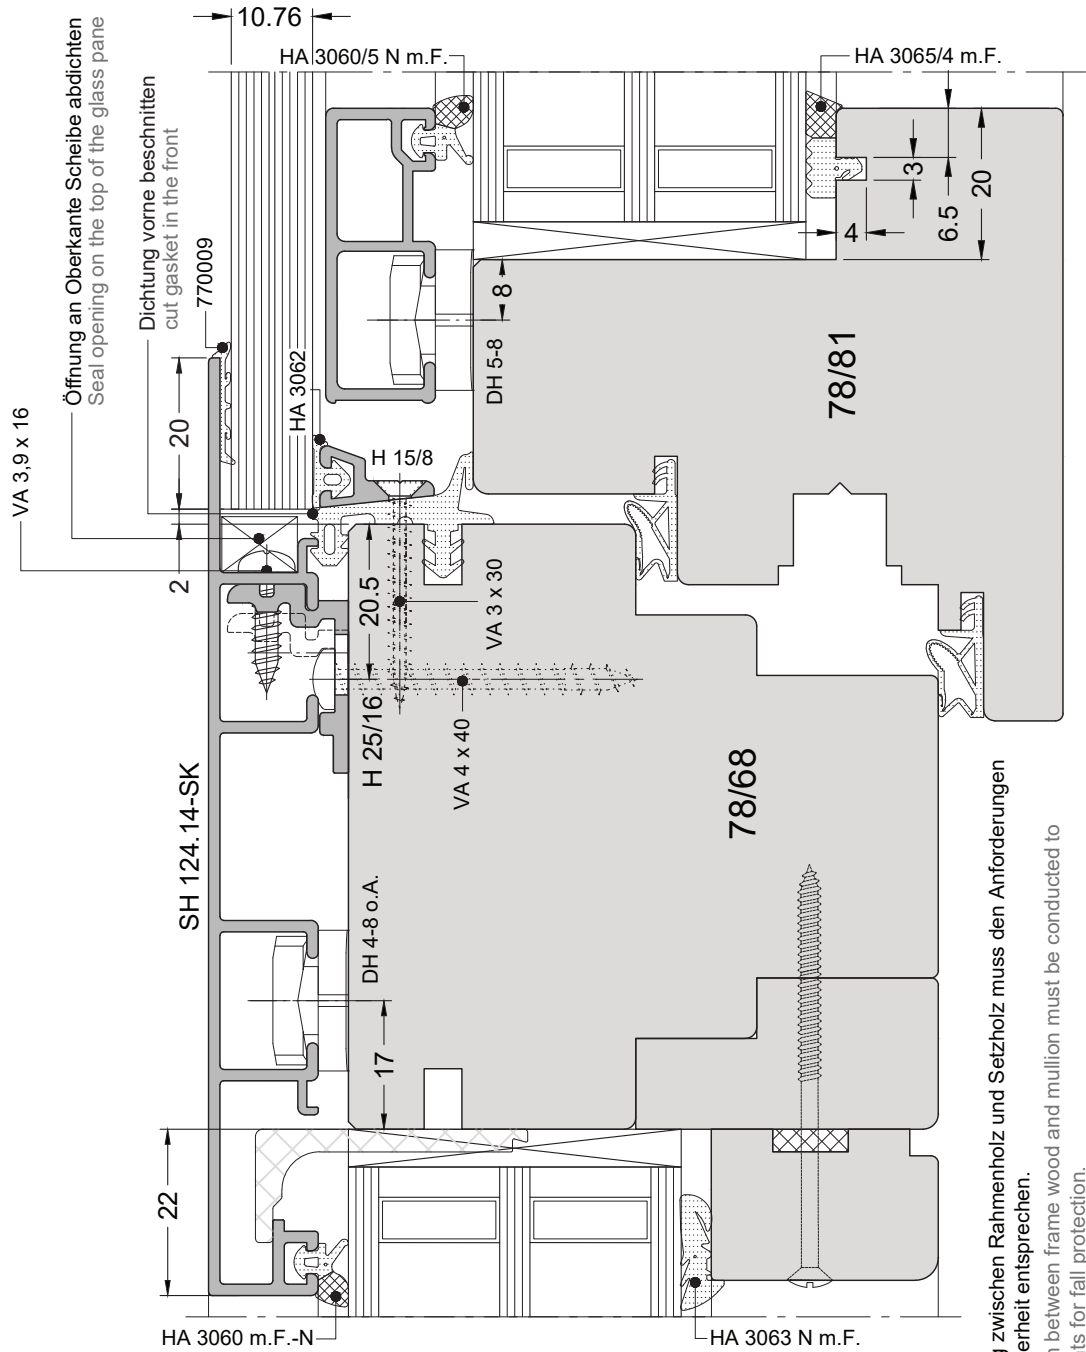 10.76
HA 3060/5 N m.F.
HA 3065/4 m.F.
VA 3,9 x 16
Öffnung an Oberkante Scheibe abdichten
Seal opening on the top of the glass pane
Dichtung vorne beschnitten
cut gasket in the front
770009
20
2
HA 3062
H 15/8
DH 5-8
8
4
3
6.5
20
78/81
20.5
VA 3 x 30
H 25/16
VA 4 x 40
78/68
SH 124.14-SK
DH 4-8 o.A.
17
22
HA 3060 m.F.-N
HA 3063 N m.F.
zwischen Rahmenholz und Setzholz muss den Anforderungen
entsprechen.
between frame wood and mullion must be conducted to
for fall protection.